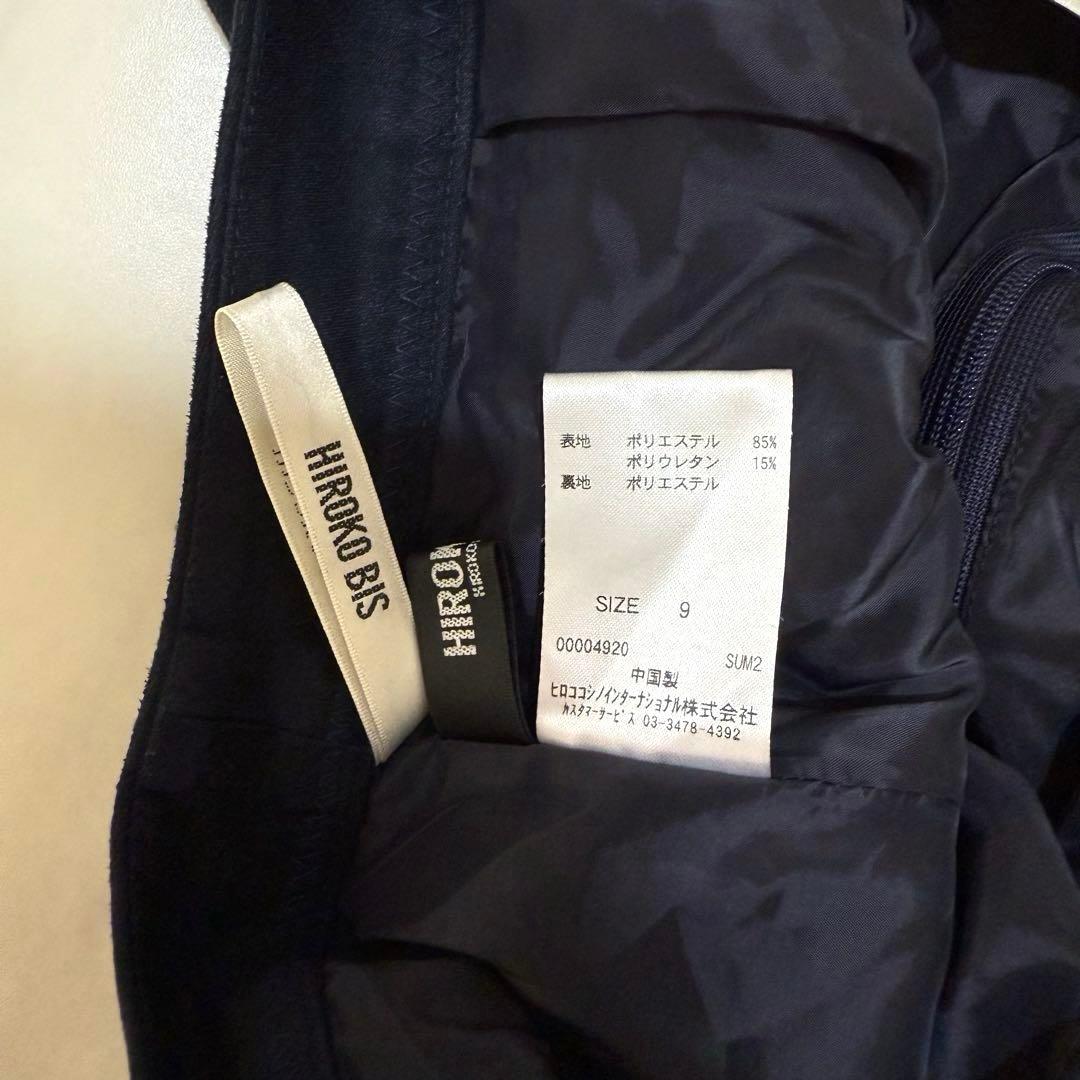 HIROKO BIS
HIRO
HIROKO
表地 ポリエステル 85%
ポリウレタン 15%
裏地 ポリエステル
SIZE 9
00004920
SUM2
中国製
ヒロココシノインターナショナル株式会社
カスタマーサービス 03-3478-4392